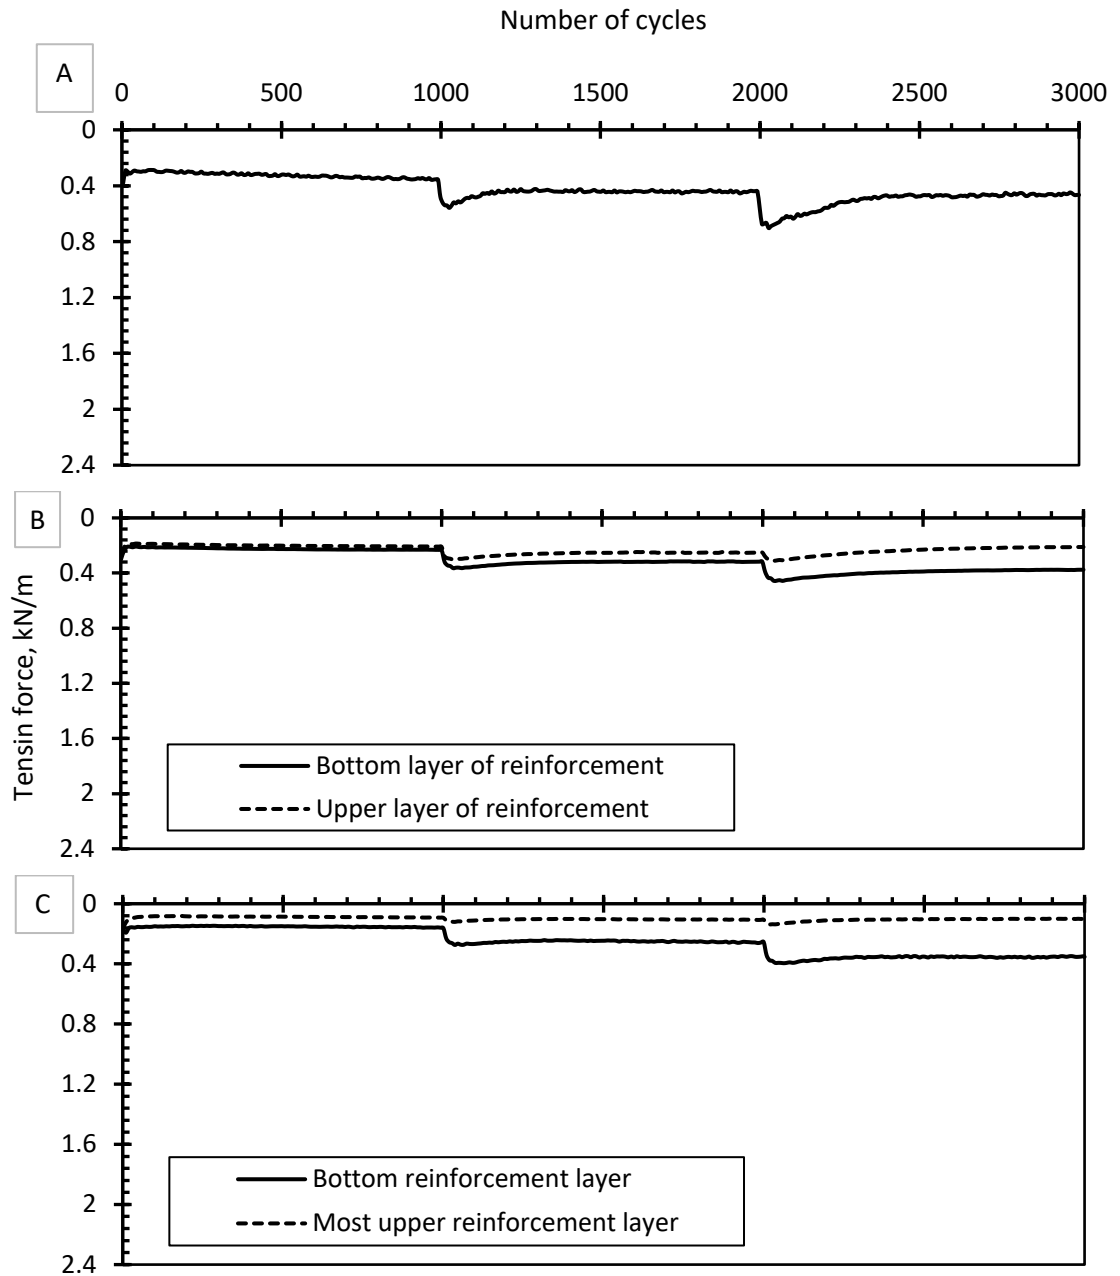 Number of cycles
A
0 500 1000 1500 2000 2500 3000
0
0.4
0.8
1.2
1.6
2
2.4
B
Tensin force, kN/m
0
0.4
0.8
1.2
1.6
2
2.4
Bottom layer of reinforcement
Upper layer of reinforcement
C
0
0.4
0.8
1.2
1.6
2
2.4
Bottom reinforcement layer
Most upper reinforcement layer